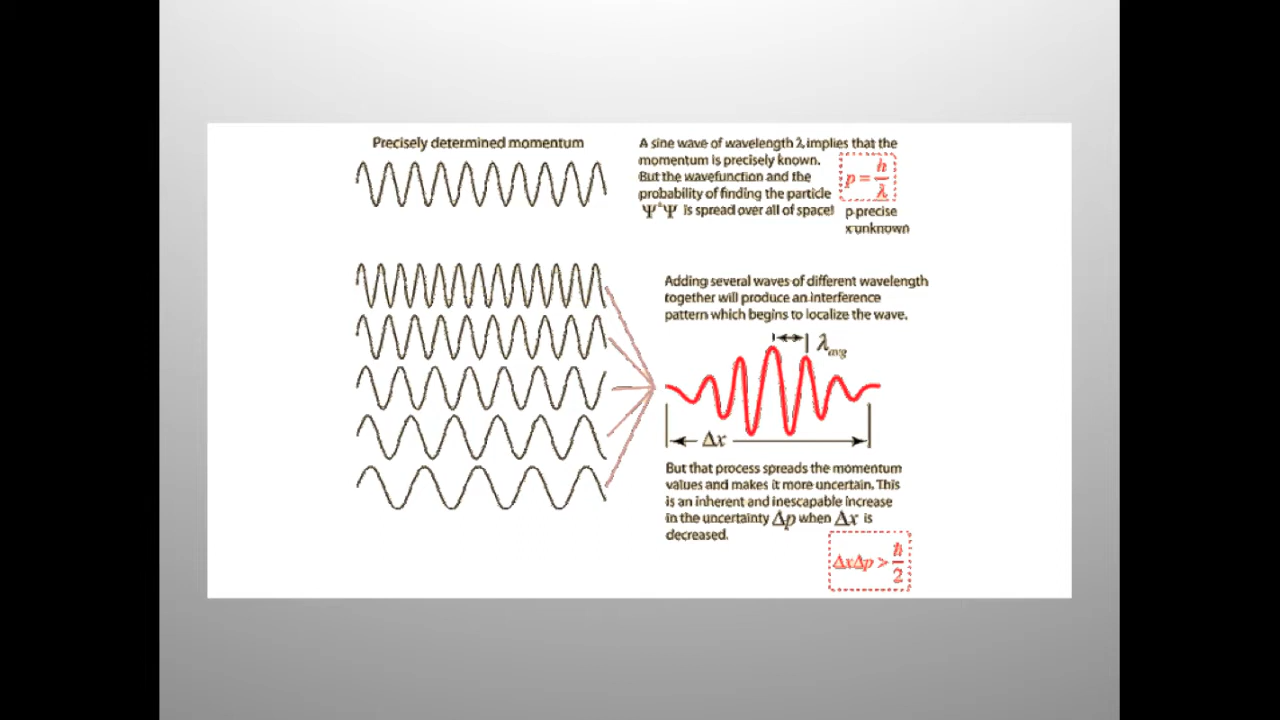 Precisely determined momentum
A sine wave of wavelength λ implies that the
momentum is precisely known.
But the wavefunction and the
probability of finding the particle
Ψ*Ψ is spread over all of space!
p = h/λ
p precise
x unknown
Adding several waves of different wavelength
together will produce an interference
pattern which begins to localize the wave.
λavg
Δx
But that process spreads the momentum
values and makes it more uncertain. This
is an inherent and inescapable increase
in the uncertainty Δp when Δx is
decreased.
ΔxΔp > ħ/2